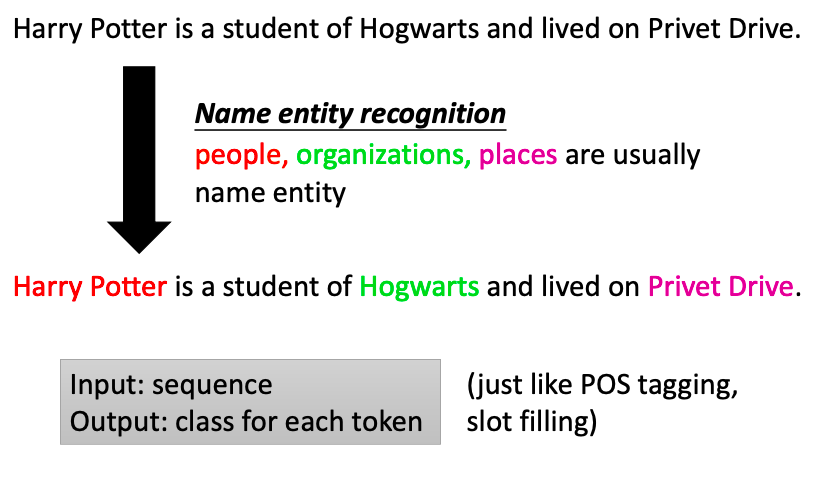 Harry Potter is a student of Hogwarts and lived on Privet Drive.
Name entity recognition
people, organizations, places are usually
name entity
Harry Potter is a student of Hogwarts and lived on Privet Drive.
Input: sequence
Output: class for each token
(just like POS tagging,
slot filling)